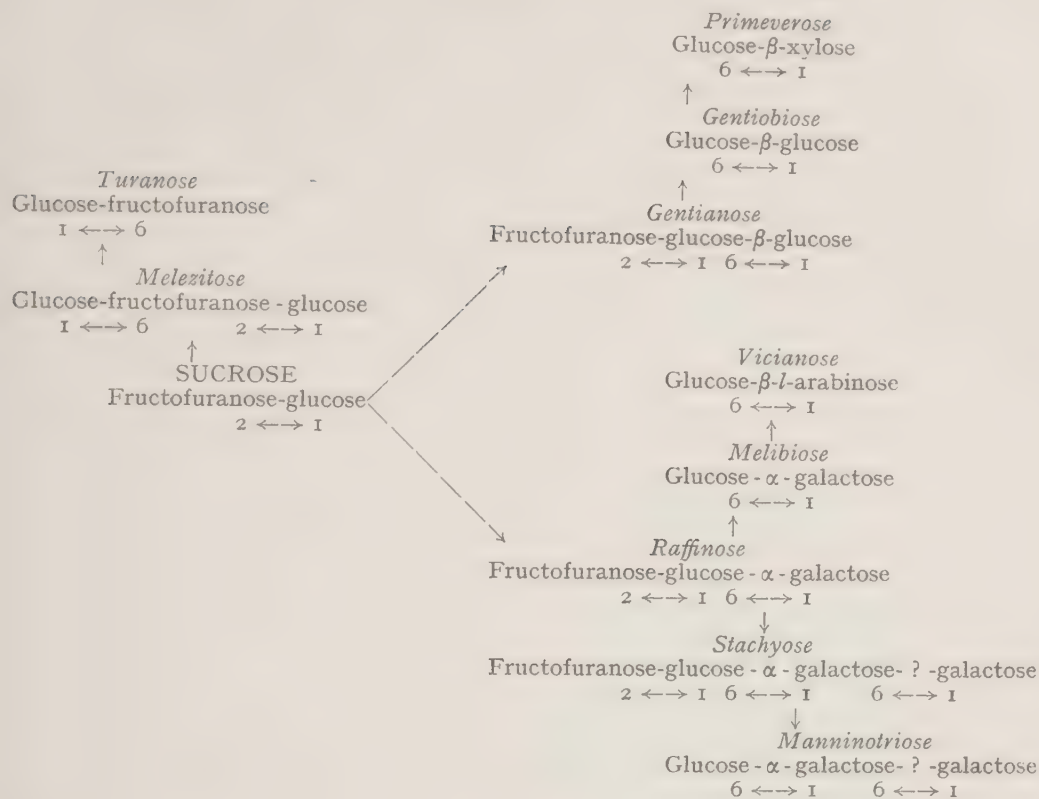 Primeverose
Glucose-β-xylose
6 ←→ 1
↑
Gentiobiose
Glucose-β-glucose
6 ←→ 1
↑
Gentianose
Fructofuranose-glucose-β-glucose
2 ←→ 1 6 ←→ 1
Turanose
Glucose-fructofuranose
1 ←→ 6
↑
Melezitose
Glucose-fructofuranose - glucose
1 ←→ 6 2 ←→ 1
↑
SUCROSE
Fructofuranose-glucose
2 ←→ 1
Vicianose
Glucose-β-l-arabinose
6 ←→ 1
↑
Melibiose
Glucose - α - galactose
6 ←→ 1
↑
Raffinose
Fructofuranose-glucose - α - galactose
2 ←→ 1 6 ←→ 1
↓
Stachyose
Fructofuranose-glucose - α - galactose- ? -galactose
2 ←→ 1 6 ←→ 1 6 ←→ 1
↓
Manninotriose
Glucose - α - galactose- ? -galactose
6 ←→ 1 6 ←→ 1